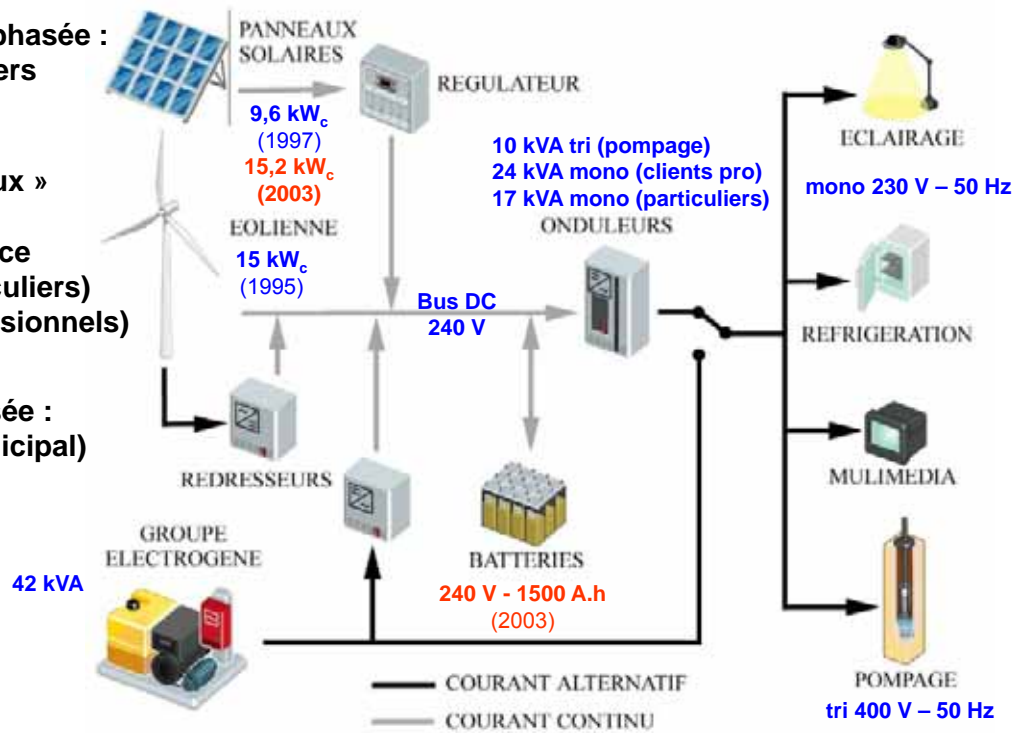 phasée :
ers
ux »
ce
culiers)
sionnels)
sée :
icipal)
PANNEAUX
SOLAIRES
REGULATEUR
9,6 kWc
(1997)
15,2 kWc
(2003)
EOLIENNE
15 kWc
(1995)
10 kVA tri (pompage)
24 kVA mono (clients pro)
17 kVA mono (particuliers)
ONDULEURS
Bus DC
240 V
ECLAIRAGE
mono 230 V – 50 Hz
REFRIGERATION
REDRESSEURS
MULIMEDIA
GROUPE
ELECTROGENE
42 kVA
BATTERIES
240 V - 1500 A.h
(2003)
POMPAGE
tri 400 V – 50 Hz
COURANT ALTERNATIF
COURANT CONTINU